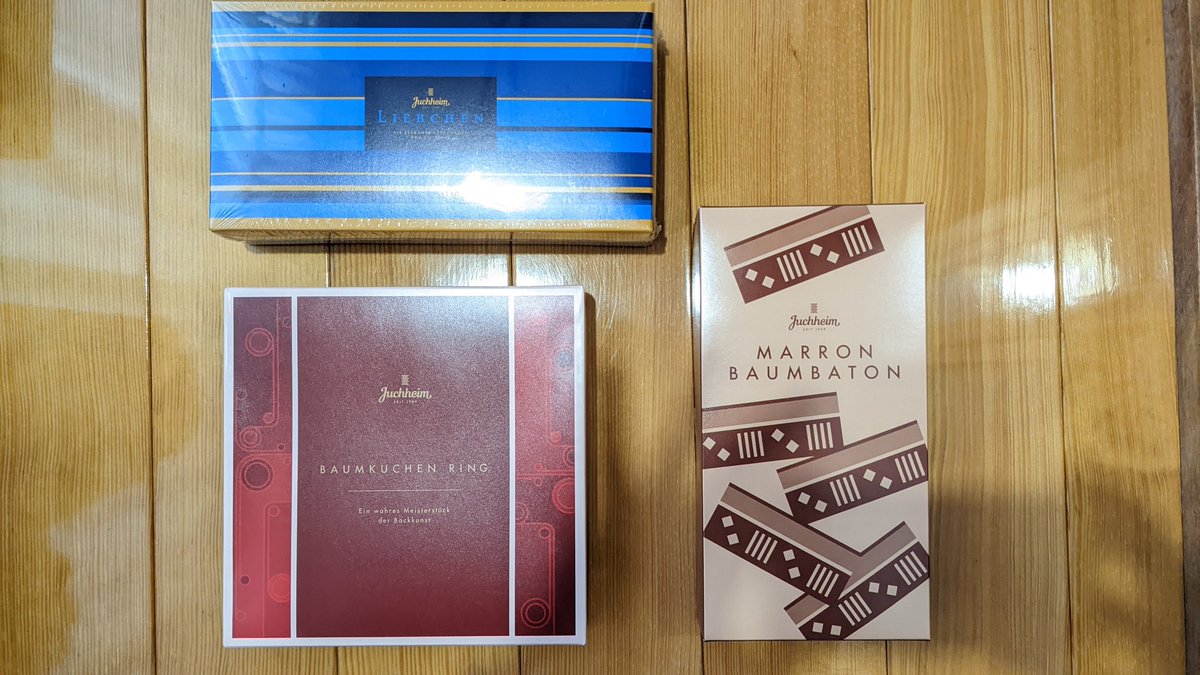 Juchheim
LIEBCHEN
Juchheim
SEIT 1909
BAUMKUCHEN RING
Ein wahres Meisterstück
der Backkunst
Juchheim
SEIT 1909
MARRON
BAUMBATON